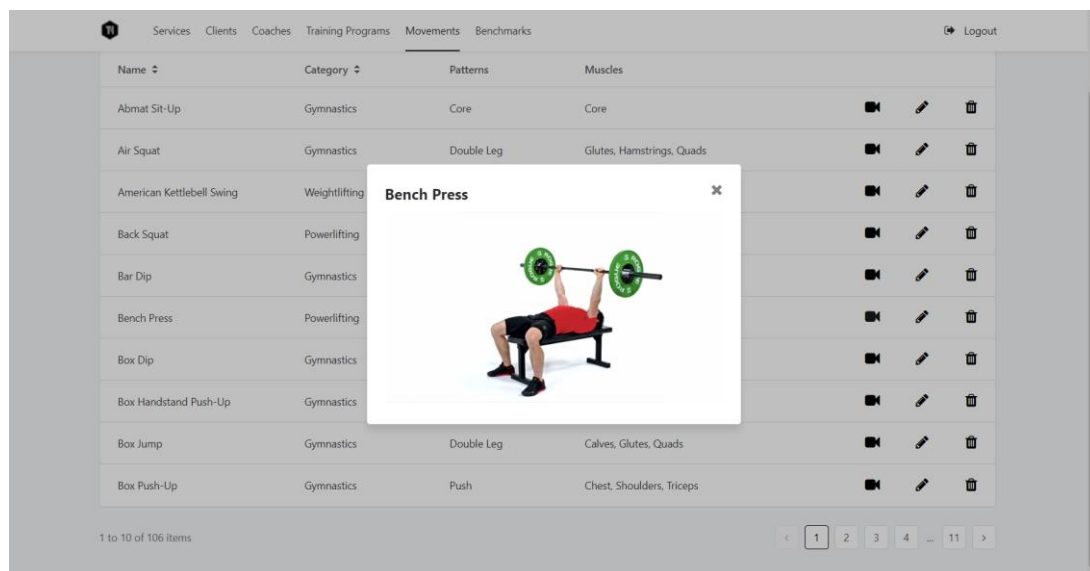 Services Clients Coaches Training Programs Movements Benchmarks Logout
Name Category Patterns Muscles
Abmat Sit-Up Gymnastics Core Core
Air Squat Gymnastics Double Leg Glutes, Hamstrings, Quads
American Kettlebell Swing Weightlifting
Bench Press
Back Squat Powerlifting
Bar Dip Gymnastics
Bench Press Powerlifting
Box Dip Gymnastics
Box Handstand Push-Up Gymnastics
Box Jump Gymnastics Double Leg Calves, Glutes, Quads
Box Push-Up Gymnastics Push Chest, Shoulders, Triceps
1 to 10 of 106 items < 1 2 3 4 ... 11 >